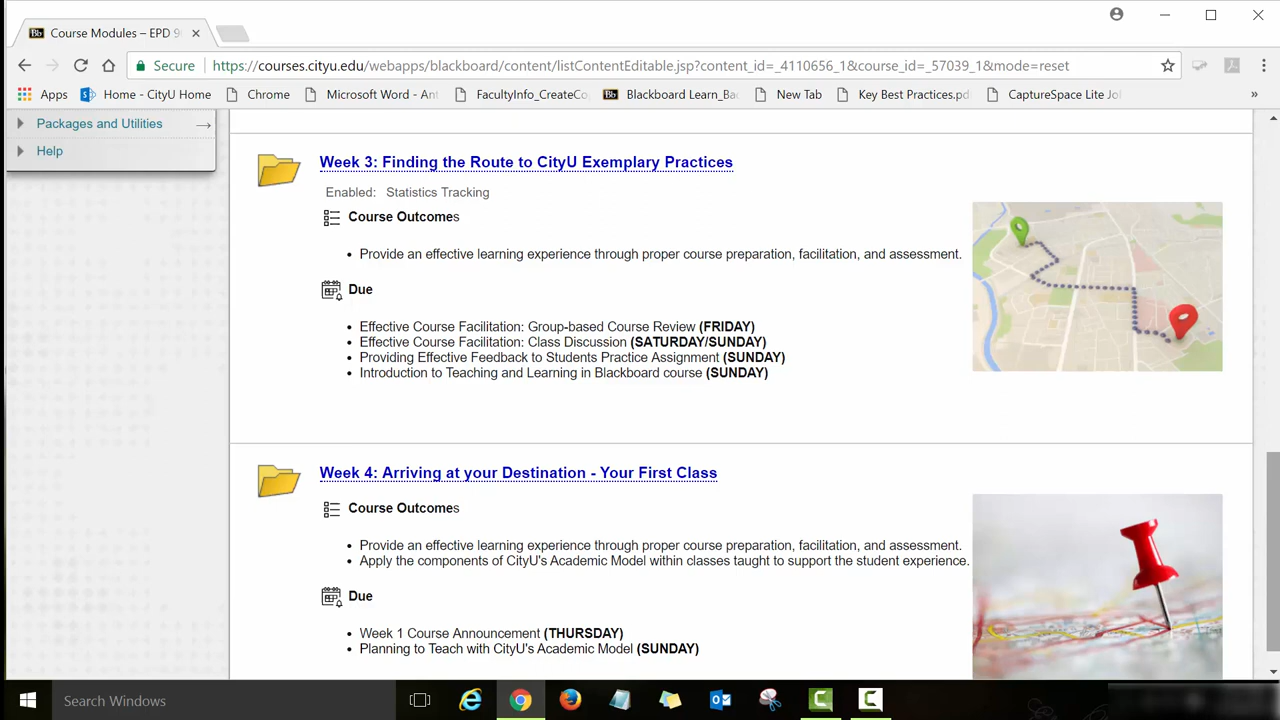 Course Modules – EPD 9
Secure
https://courses.cityu.edu/webapps/blackboard/content/listContentEditable.jsp?content_id=_4110656_1&course_id=_57039_1&mode=reset
Apps
Home - CityU Home
Chrome
Microsoft Word - Ant
FacultyInfo_CreateCo
Blackboard Learn_Ba
New Tab
Key Best Practices.pd
CaptureSpace Lite Jo
»
Packages and Utilities
Help
Week 3: Finding the Route to CityU Exemplary Practices
Enabled: Statistics Tracking
Course Outcomes
• Provide an effective learning experience through proper course preparation, facilitation, and assessment.
Due
• Effective Course Facilitation: Group-based Course Review (FRIDAY)
• Effective Course Facilitation: Class Discussion (SATURDAY/SUNDAY)
• Providing Effective Feedback to Students Practice Assignment (SUNDAY)
• Introduction to Teaching and Learning in Blackboard course (SUNDAY)
Week 4: Arriving at your Destination - Your First Class
Course Outcomes
• Provide an effective learning experience through proper course preparation, facilitation, and assessment.
• Apply the components of CityU's Academic Model within classes taught to support the student experience.
Due
• Week 1 Course Announcement (THURSDAY)
• Planning to Teach with CityU's Academic Model (SUNDAY)
Search Windows